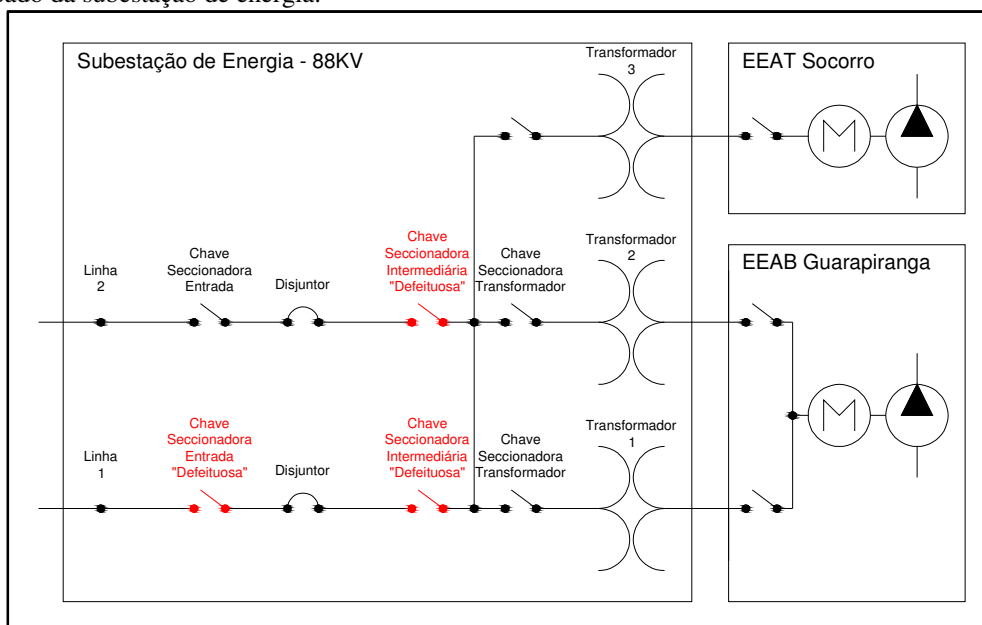 cado da subestação de energia.
Subestação de Energia - 88KV
Transformador
3
EEAT Socorro
M
Linha
2
Chave
Seccionadora
Entrada
Disjuntor
Chave
Seccionadora
Intermediária
"Defeituosa"
Chave
Seccionadora
Transformador
Transformador
2
EEAB Guarapiranga
M
Linha
1
Chave
Seccionadora
Entrada
"Defeituosa"
Disjuntor
Chave
Seccionadora
Intermediária
"Defeituosa"
Chave
Seccionadora
Transformador
Transformador
1